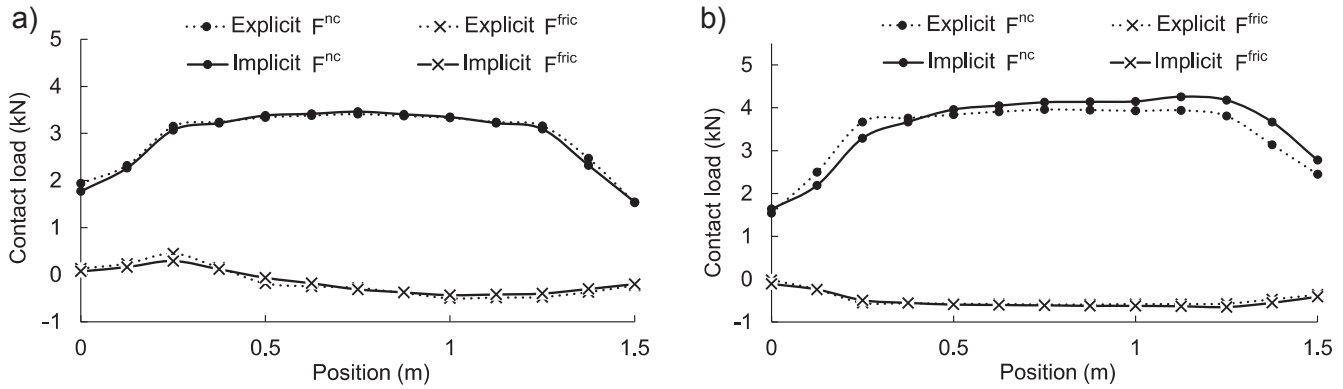 a)
Explicit F^nc Explicit F^fric
Implicit F^nc Implicit F^fric
Contact load (kN)
5
4
3
2
1
0
-1
0 0.5 1 1.5
Position (m)
b)
Explicit F^nc Explicit F^fric
Implicit F^nc Implicit F^fric
Contact load (kN)
5
4
3
2
1
0
-1
0 0.5 1 1.5
Position (m)